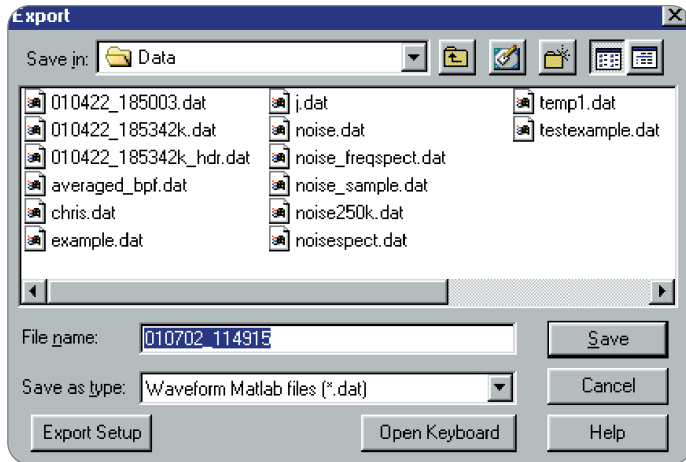 Export
Save in: Data
010422_185003.dat
010422_185342k.dat
010422_185342k_hdr.dat
averaged_bpf.dat
chris.dat
example.dat
j.dat
noise.dat
noise_freqspect.dat
noise_sample.dat
noise250k.dat
noisespect.dat
temp1.dat
testexample.dat
File name: 010702_114915
Save
Save as type: Waveform Matlab files (*.dat)
Cancel
Export Setup
Open Keyboard
Help